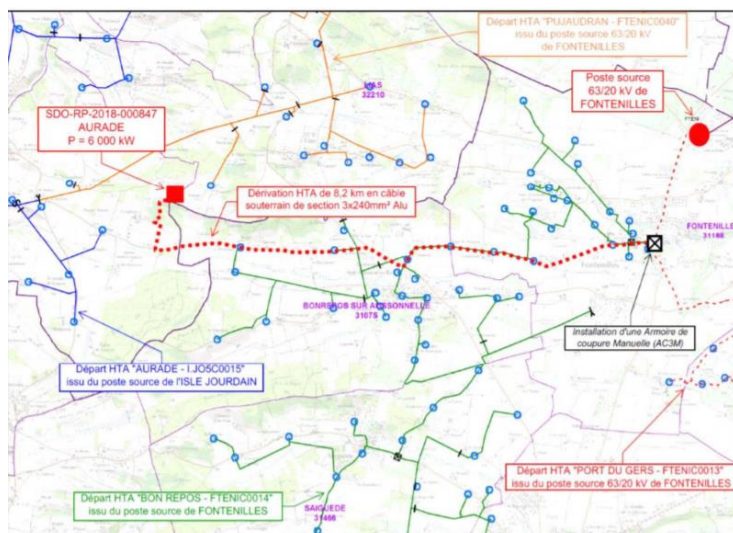 Départ HTA "PUJAUDRAN - FTENIC0040"
issu du poste source 63/20 kV
de FONTENILLES
Poste source
63/20 kV de
FONTENILLES
LIAS
32210
SDO-RP-2018-000847
AURADE
P = 6 000 kW
Dérivation HTA de 8,2 km en câble
souterrain de section 3x240mm² Alu
FONTENILLE
31188
BONREPOS SUR AUSSONNELLE
31075
Installation d'une Armoire de
coupure Manuelle (AC3M)
Départ HTA "AURADE - I.JO5C0015"
issu du poste source de l'ISLE JOURDAIN
Départ HTA "PORT DU GERS - FTENIC0013"
issu du poste source 63/20 kV de FONTENILLES
Départ HTA "BON REPOS - FTENIC0014"
issu du poste source de FONTENILLES
SAIGUEDE
31466